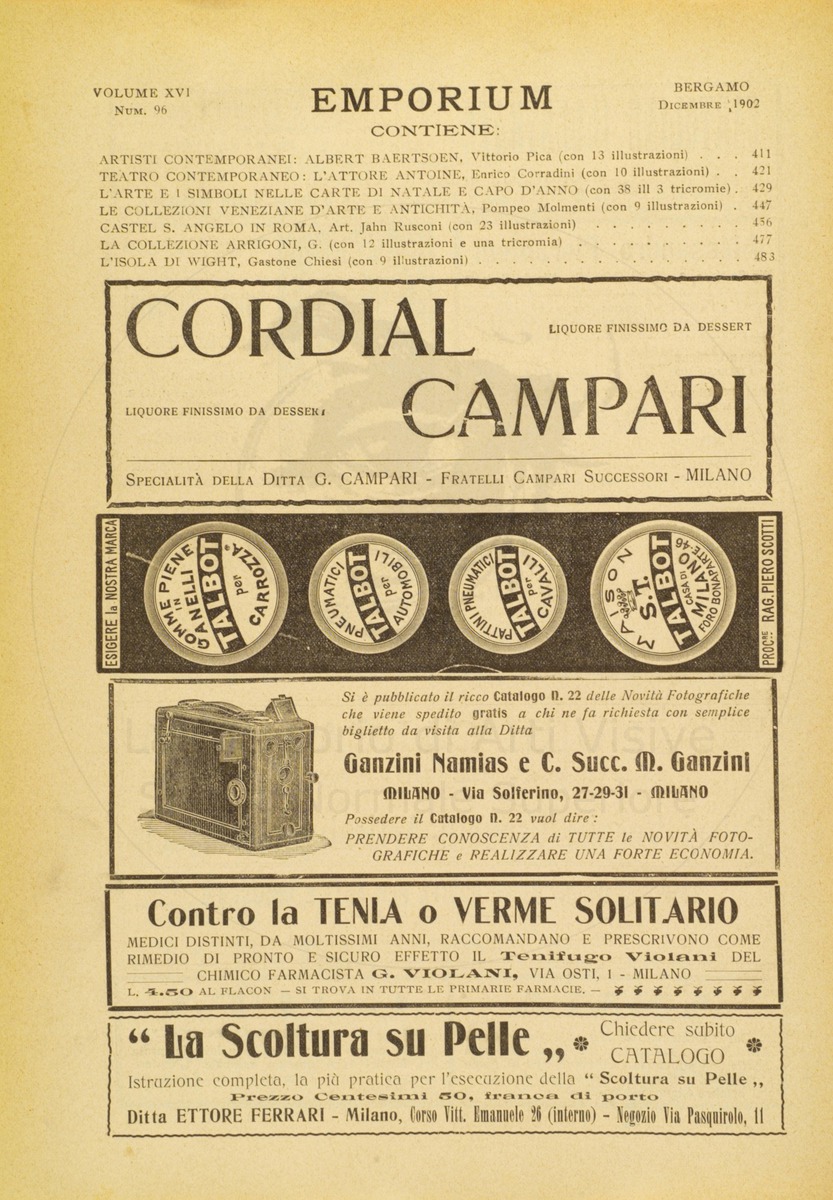 VOLUME XVI
NUM. 96
EMPORIUM
BERGAMO
DICEMBRE 1902
CONTIENE:
ARTISTI CONTEMPORANEI: ALBERT BAERTSOEN, Vittorio Pica (con 13 illustrazioni) . . . 411
TEATRO CONTEMPORANEO: L'ATTORE ANTOINE, Enrico Corradini (con 10 illustrazioni) . . 421
L'ARTE E I SIMBOLI NELLE CARTE DI NATALE E CAPO D'ANNO (con 38 ill 3 tricromie) . 429
LE COLLEZIONI VENEZIANE D'ARTE E ANTICHITÀ, Pompeo Molmenti (con 9 illustrazioni) . 447
CASTEL S. ANGELO IN ROMA, Art. Jahn Rusconi (con 23 illustrazioni) . . . . . . . . . 456
LA COLLEZIONE ARRIGONI, G. (con 12 illustrazioni e una tricromia) . . . . . . . . . . 477
L'ISOLA DI WIGHT, Gastone Chiesi (con 9 illustrazioni) . . . . . . . . . . . . . . . . 483
CORDIAL
LIQUORE FINISSIMO DA DESSERT
CAMPARI
LIQUORE FINISSIMO DA DESSERT
SPECIALITÀ DELLA DITTA G. CAMPARI - FRATELLI CAMPARI SUCCESSORI - MILANO
ESIGERE la NOSTRA MARCA
GOMME PIENE
IN
GANELLI
TALBOT
per
CARROZZA
PNEUMATICI
TALBOT
per
AUTOMOBILI
PATTINI PNEUMATICI
TALBOT
per
CAVALLI
MAISON
S.T.
TALBOT
CASA DI
MILANO
FORO BONAPARTE 46
PROCRE RAG. PIERO SCOTTI
Si è pubblicato il ricco Catalogo n. 22 delle Novità Fotografiche
che viene spedito gratis a chi ne fa richiesta con semplice
biglietto da visita alla Ditta
Ganzini Namias e C. Succ. M. Ganzini
MILANO - Via Solferino, 27-29-31 - MILANO
Possedere il Catalogo n. 22 vuol dire :
PRENDERE CONOSCENZA di TUTTE le NOVITÀ FOTO-
GRAFICHE e REALIZZARE UNA FORTE ECONOMIA.
Contro la TENIA o VERME SOLITARIO
MEDICI DISTINTI, DA MOLTISSIMI ANNI, RACCOMANDANO E PRESCRIVONO COME
RIMEDIO DI PRONTO E SICURO EFFETTO IL Tenifugo Violani DEL
CHIMICO FARMACISTA G. VIOLANI, VIA OSTI, 1 - MILANO
L. 4.50 AL FLACON - SI TROVA IN TUTTE LE PRIMARIE FARMACIE. -
“ La Scoltura su Pelle „
Chiedere subito
CATALOGO
Istruzione completa, la più pratica per l'esecuzione della “ Scoltura su Pelle „
Prezzo Centesimi 50, franca di porto
Ditta ETTORE FERRARI - Milano, Corso Vitt. Emanuele 26 (interno) - Negozio Via Pasquirolo, 11